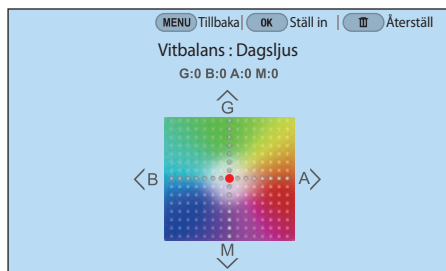 MENU Tillbaka| OK Ställ in | Återställ
Vitbalans : Dagsljus
G:0 B:0 A:0 M:0
G
B A
M